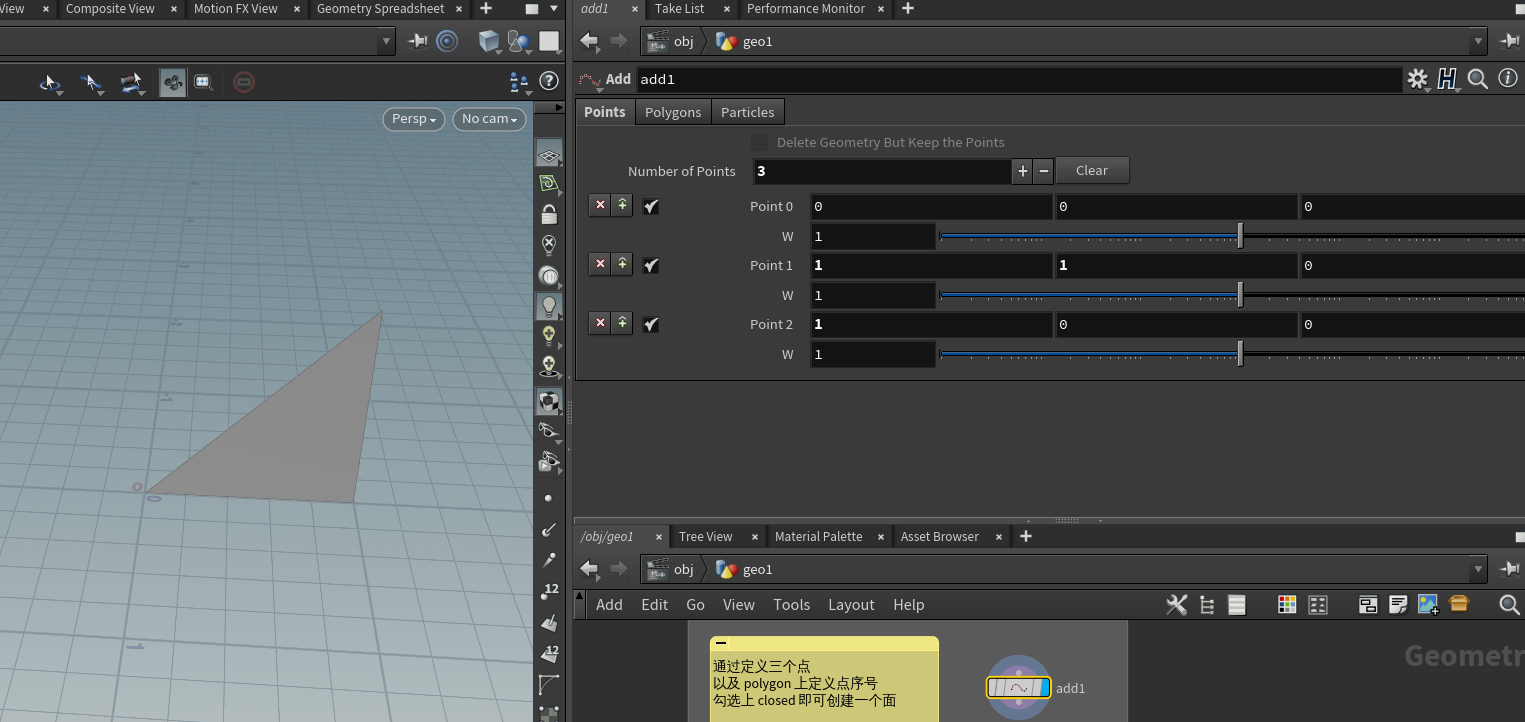 View × Composite View × Motion FX View × Geometry Spreadsheet × +
add1 × Take List × Performance Monitor × +
obj geo1
Add add1
Persp No cam
Points Polygons Particles
Delete Geometry But Keep the Points
Number of Points 3 + − Clear
Point 0 0 0 0
W 1
Point 1 1 1 0
W 1
Point 2 1 0 0
W 1
12
12
/obj/geo1 × Tree View × Material Palette × Asset Browser × +
obj geo1
Add Edit Go View Tools Layout Help
Geometr
通过定义三个点
以及 polygon 上定义点序号
勾选上 closed 即可创建一个面
add1